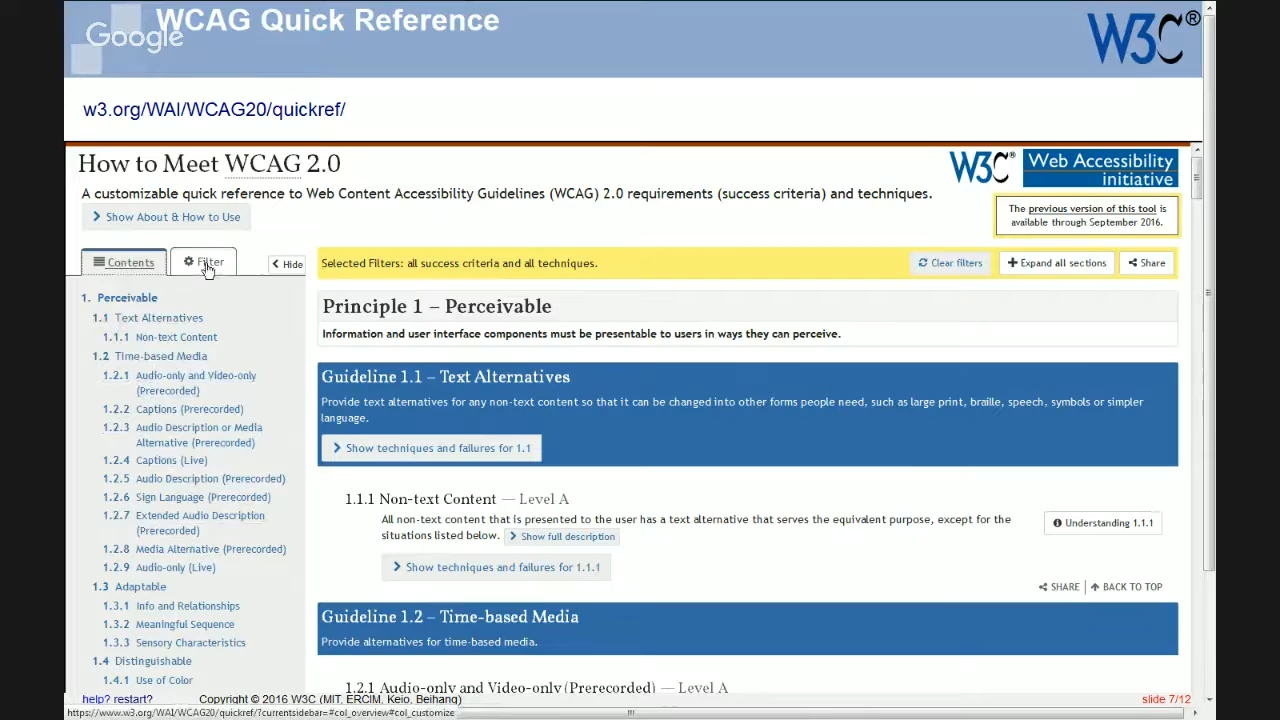 WCAG Quick Reference
Google
W3C®
w3.org/WAI/WCAG20/quickref/
How to Meet WCAG 2.0
W3C® Web Accessibility initiative
A customizable quick reference to Web Content Accessibility Guidelines (WCAG) 2.0 requirements (success criteria) and techniques.
Show About & How to Use
The previous version of this tool is
available through September 2016.
Contents
Filter
Hide
Selected Filters: all success criteria and all techniques.
Clear filters
Expand all sections
Share
1. Perceivable
1.1 Text Alternatives
1.1.1 Non-text Content
1.2 Time-based Media
1.2.1 Audio-only and Video-only
(Prerecorded)
1.2.2 Captions (Prerecorded)
1.2.3 Audio Description or Media
Alternative (Prerecorded)
1.2.4 Captions (Live)
1.2.5 Audio Description (Prerecorded)
1.2.6 Sign Language (Prerecorded)
1.2.7 Extended Audio Description
(Prerecorded)
1.2.8 Media Alternative (Prerecorded)
1.2.9 Audio-only (Live)
1.3 Adaptable
1.3.1 Info and Relationships
1.3.2 Meaningful Sequence
1.3.3 Sensory Characteristics
1.4 Distinguishable
1.4.1 Use of Color
Principle 1 – Perceivable
Information and user interface components must be presentable to users in ways they can perceive.
Guideline 1.1 – Text Alternatives
Provide text alternatives for any non-text content so that it can be changed into other forms people need, such as large print, braille, speech, symbols or simpler
language.
Show techniques and failures for 1.1
1.1.1 Non-text Content — Level A
All non-text content that is presented to the user has a text alternative that serves the equivalent purpose, except for the
situations listed below. Show full description
Understanding 1.1.1
Show techniques and failures for 1.1.1
SHARE | BACK TO TOP
Guideline 1.2 – Time-based Media
Provide alternatives for time-based media.
1.2.1 Audio-only and Video-only (Prerecorded) — Level A
help? restart?
Copyright © 2016 W3C (MIT, ERCIM, Keio, Beihang)
slide 7/12
https://www.w3.org/WAI/WCAG20/quickref/?currentsidebar=#col_overview#col_customize